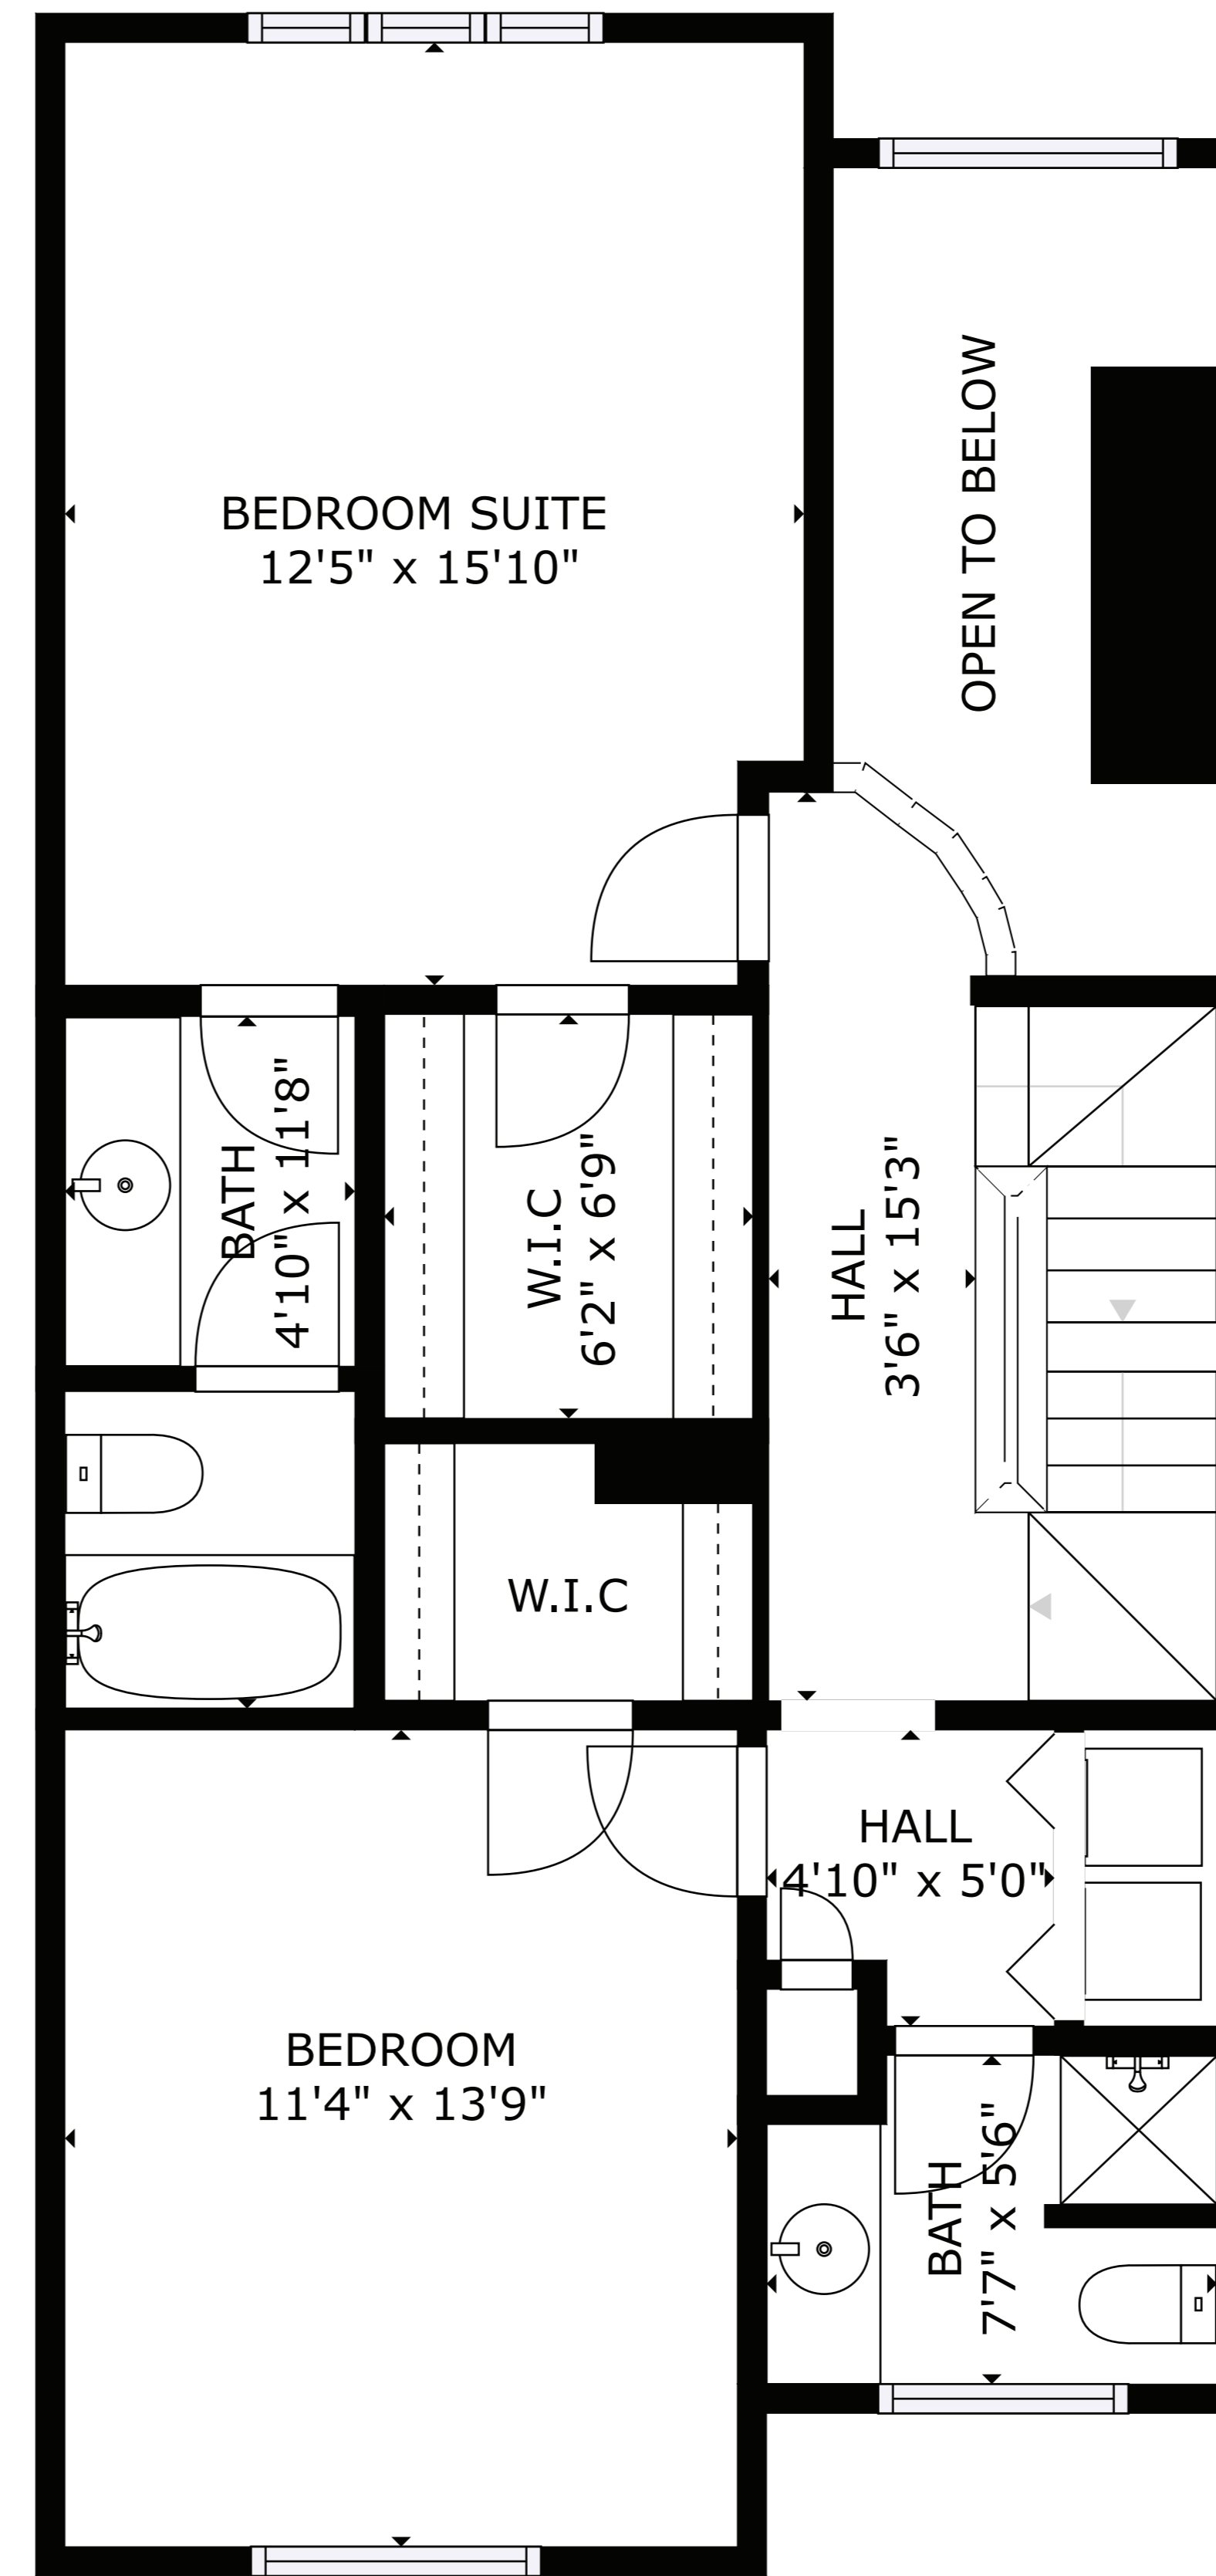 OPEN TO BELOW
BEDROOM SUITE
12'5" x 15'10"
BATH
4'10" x 11'8"
W.I.C
6'2" x 6'9"
HALL
3'6" x 15'3"
W.I.C
HALL
4'10" x 5'0"
BEDROOM
11'4" x 13'9"
BATH
7'7" x 5'6"